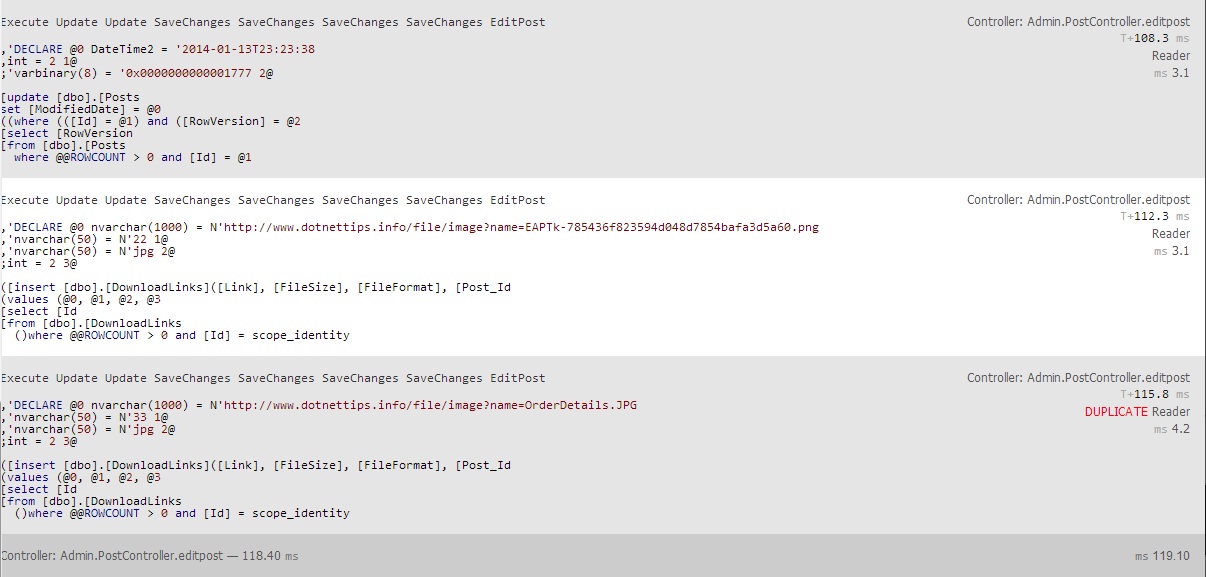 Execute Update Update SaveChanges SaveChanges SaveChanges SaveChanges EditPost
Controller: Admin.PostController.editpost
T+108.3 ms
Reader
ms 3.1
,'DECLARE @0 DateTime2 = '2014-01-13T23:23:38
,int = 2 1@
;'varbinary(8) = '0x0000000000001777 2@
[update [dbo].[Posts
set [ModifiedDate] = @0
((where (([Id] = @1) and ([RowVersion] = @2
[select [RowVersion
[from [dbo].[Posts
where @@ROWCOUNT > 0 and [Id] = @1
Execute Update Update SaveChanges SaveChanges SaveChanges SaveChanges EditPost
Controller: Admin.PostController.editpost
T+112.3 ms
Reader
ms 3.1
,'DECLARE @0 nvarchar(1000) = N'http://www.dotnettips.info/file/image?name=EAPTk-785436f823594d048d7854bafa3d5a60.png
,'nvarchar(50) = N'22 1@
,'nvarchar(50) = N'jpg 2@
;int = 2 3@
([insert [dbo].[DownloadLinks]([Link], [FileSize], [FileFormat], [Post_Id
(values (@0, @1, @2, @3
[select [Id
[from [dbo].[DownloadLinks
()where @@ROWCOUNT > 0 and [Id] = scope_identity
Execute Update Update SaveChanges SaveChanges SaveChanges SaveChanges EditPost
Controller: Admin.PostController.editpost
T+115.8 ms
DUPLICATE Reader
ms 4.2
,'DECLARE @0 nvarchar(1000) = N'http://www.dotnettips.info/file/image?name=OrderDetails.JPG
,'nvarchar(50) = N'33 1@
,'nvarchar(50) = N'jpg 2@
;int = 2 3@
([insert [dbo].[DownloadLinks]([Link], [FileSize], [FileFormat], [Post_Id
(values (@0, @1, @2, @3
[select [Id
[from [dbo].[DownloadLinks
()where @@ROWCOUNT > 0 and [Id] = scope_identity
Controller: Admin.PostController.editpost — 118.40 ms
ms 119.10